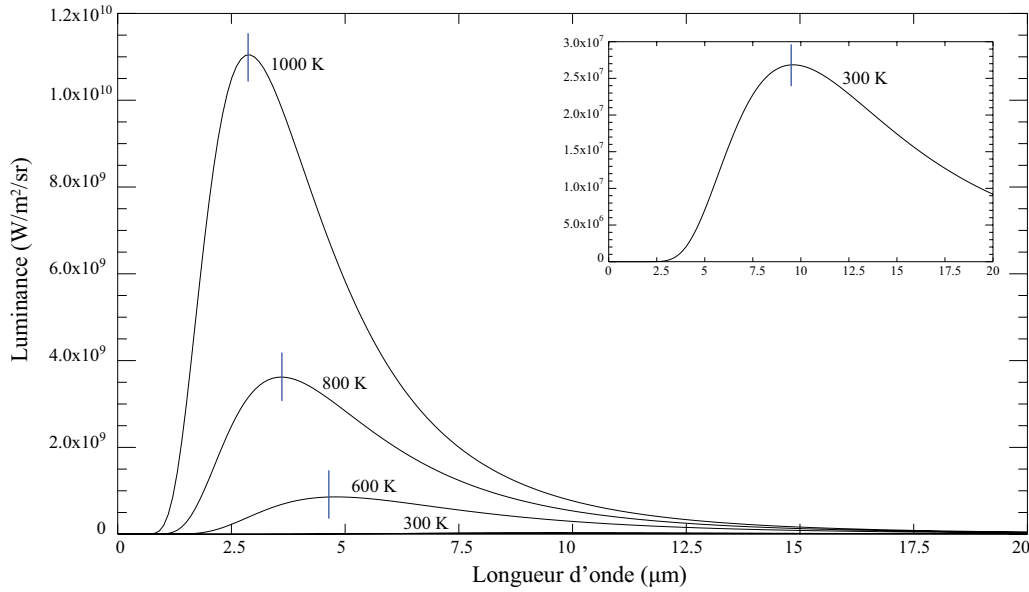 1.2x10¹⁰
1.0x10¹⁰
8.0x10⁹
6.0x10⁹
4.0x10⁹
2.0x10⁹
0
Luminance (W/m²/sr)
1000 K
800 K
600 K
300 K
0 2.5 5 7.5 10 12.5 15 17.5 20
Longueur d’onde (µm)
3.0x10⁷
2.5x10⁷
2.0x10⁷
1.5x10⁷
1.0x10⁷
5.0x10⁶
0
300 K
0 2.5 5 7.5 10 12.5 15 17.5 20